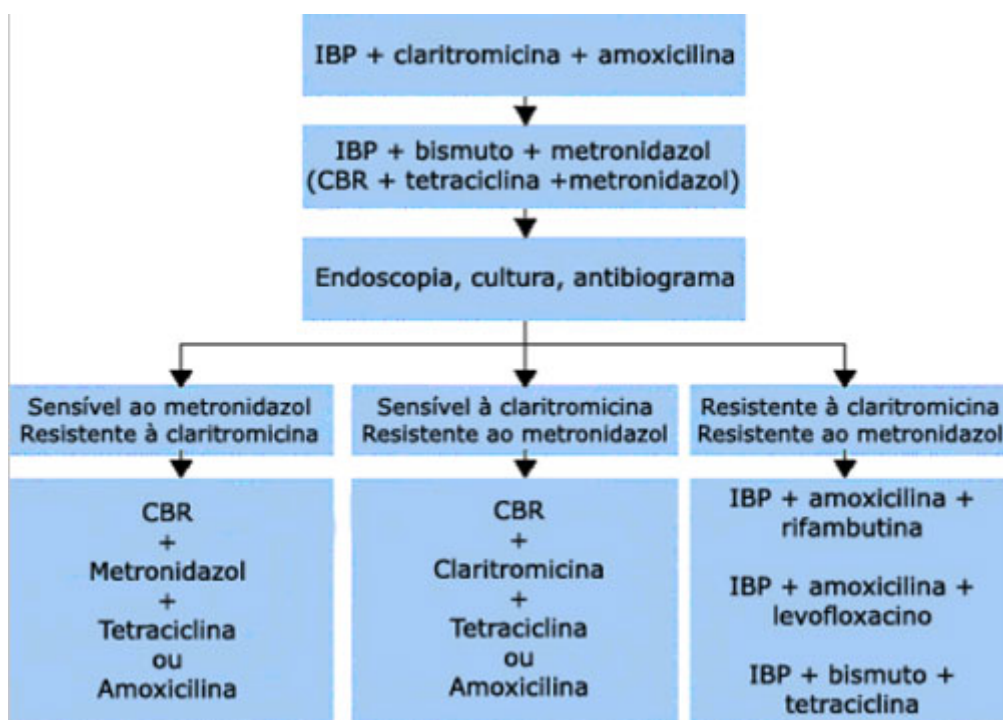 IBP + claritromicina + amoxicilina
IBP + bismuto + metronidazol
(CBR + tetraciclina +metronidazol)
Endoscopia, cultura, antibiograma
Sensível ao metronidazol
Resistente à claritromicina
Sensível à claritromicina
Resistente ao metronidazol
Resistente à claritromicina
Resistente ao metronidazol
CBR
+
Metronidazol
+
Tetraciclina
ou
Amoxicilina
CBR
+
Claritromicina
+
Tetraciclina
ou
Amoxicilina
IBP + amoxicilina +
rifambutina
IBP + amoxicilina +
levofloxacino
IBP + bismuto +
tetraciclina